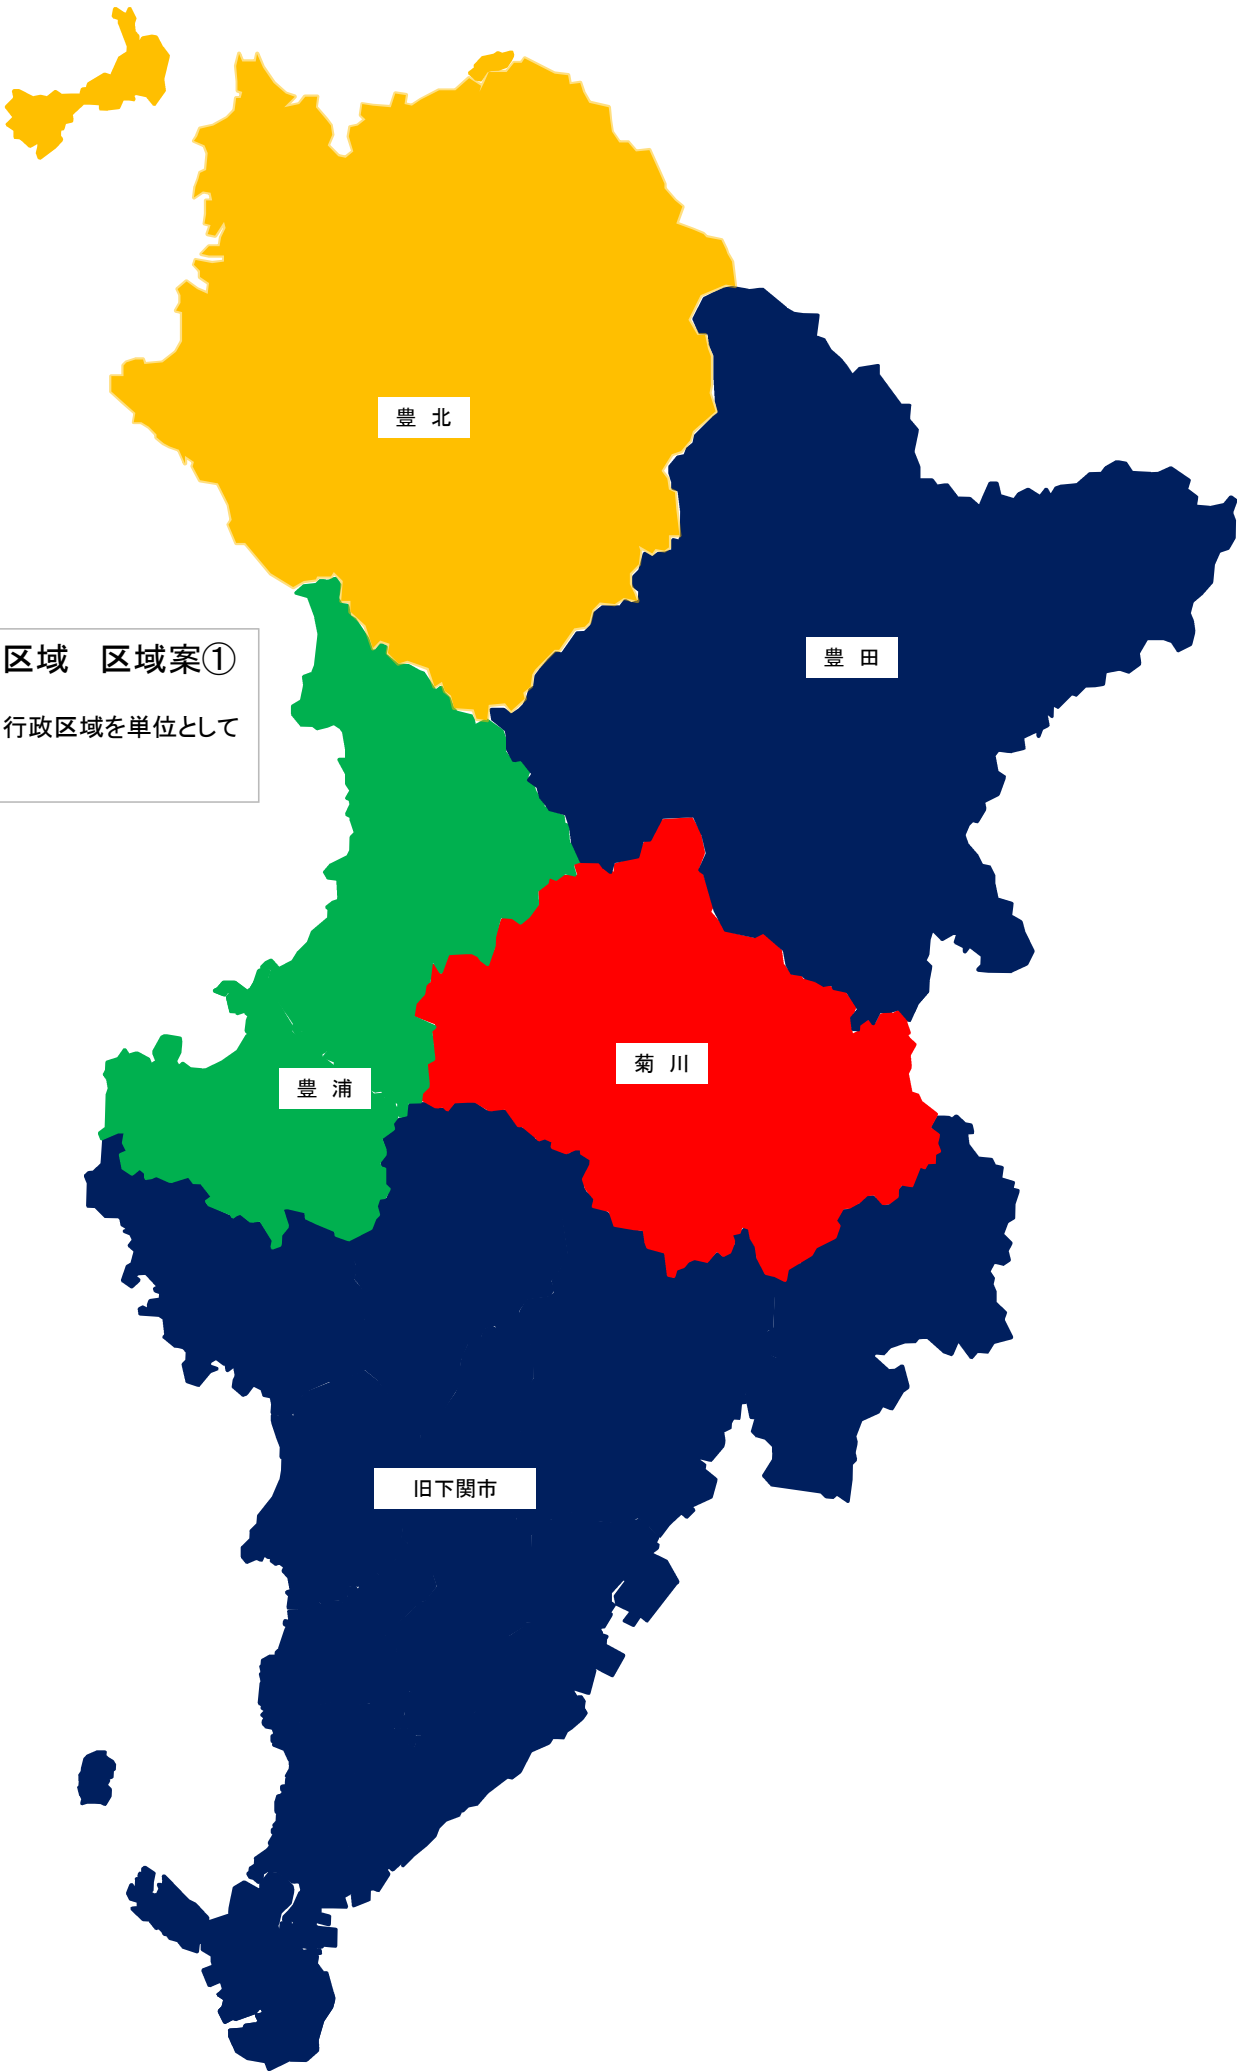 豊 北
豊 田
区域 区域案①
行政区域を単位として
菊 川
豊 浦
旧下関市